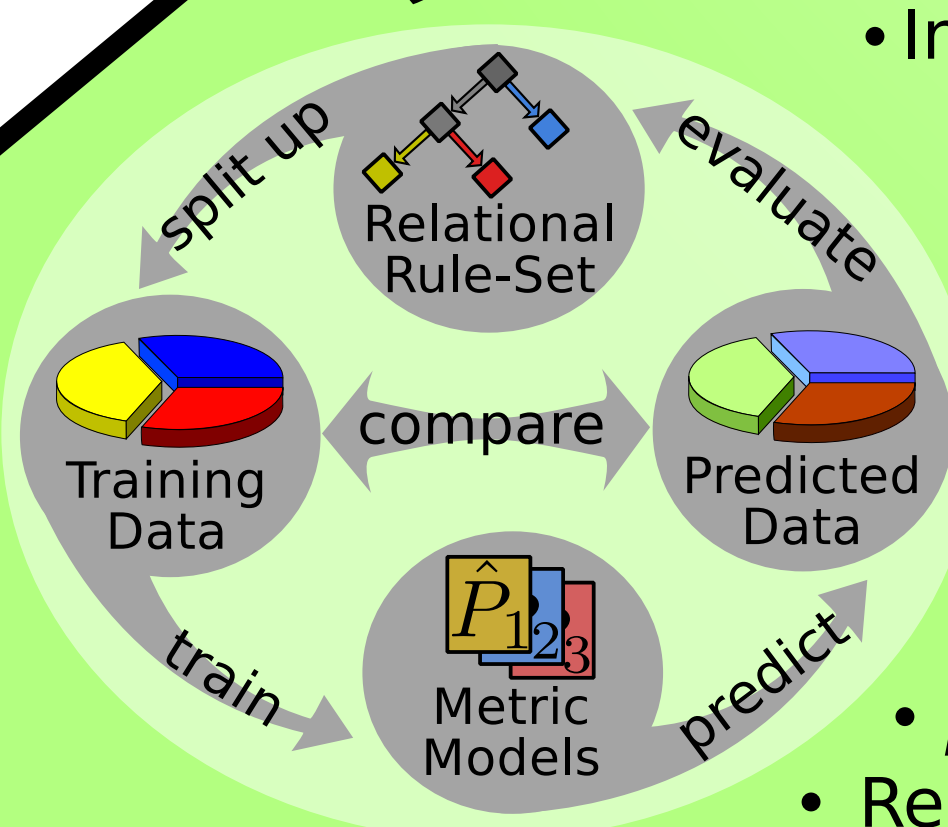 split up
Relational
Rule-Set
evaluate
Training
Data
compare
Predicted
Data
P̂1
2
3
Metric
Models
train
predict
• Re